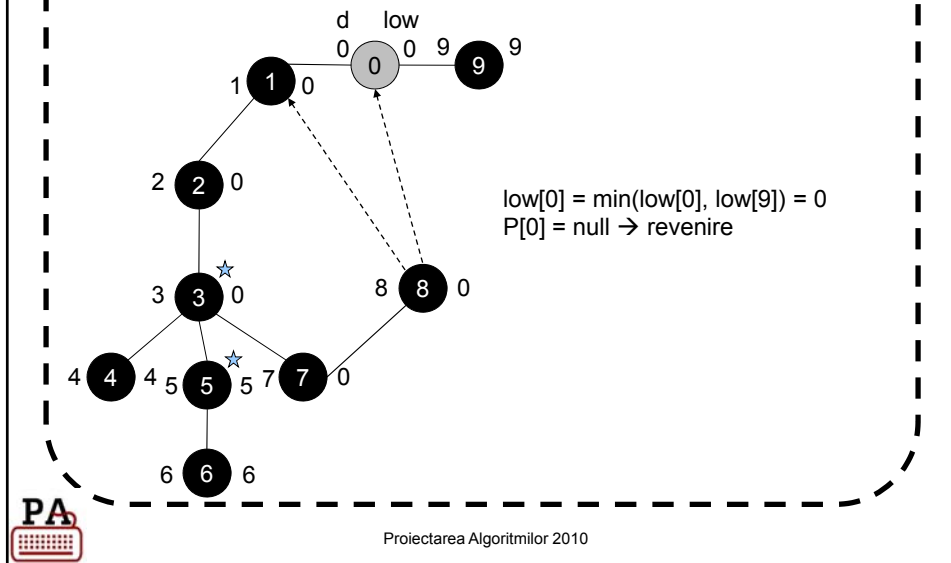 d low
0 0 0 9 9 9
1 1 0
2 2 0
low[0] = min(low[0], low[9]) = 0
P[0] = null → revenire
3 3 0
8 8 0
4 4 4 5 5 5 7 7 0
6 6 6
PA
Proiectarea Algoritmilor 2010